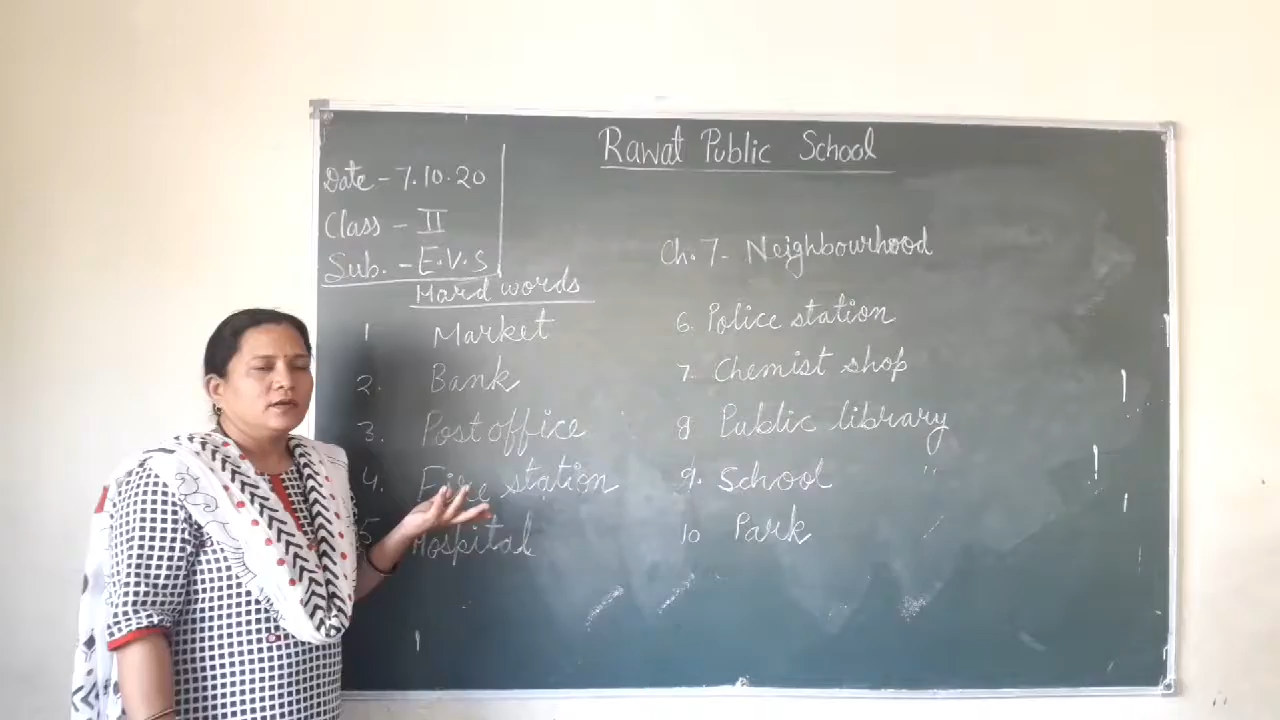 Rawat Public School
Date - 7.10.20
Class - II
Sub. - E.V.S
Ch. 7 - Neighbourhood
Hard words
1 Market
2. Bank
3. Post office
4. Fire station
5 Hospital
6. Police station
7. Chemist shop
8 Public library
9. School
10 Park